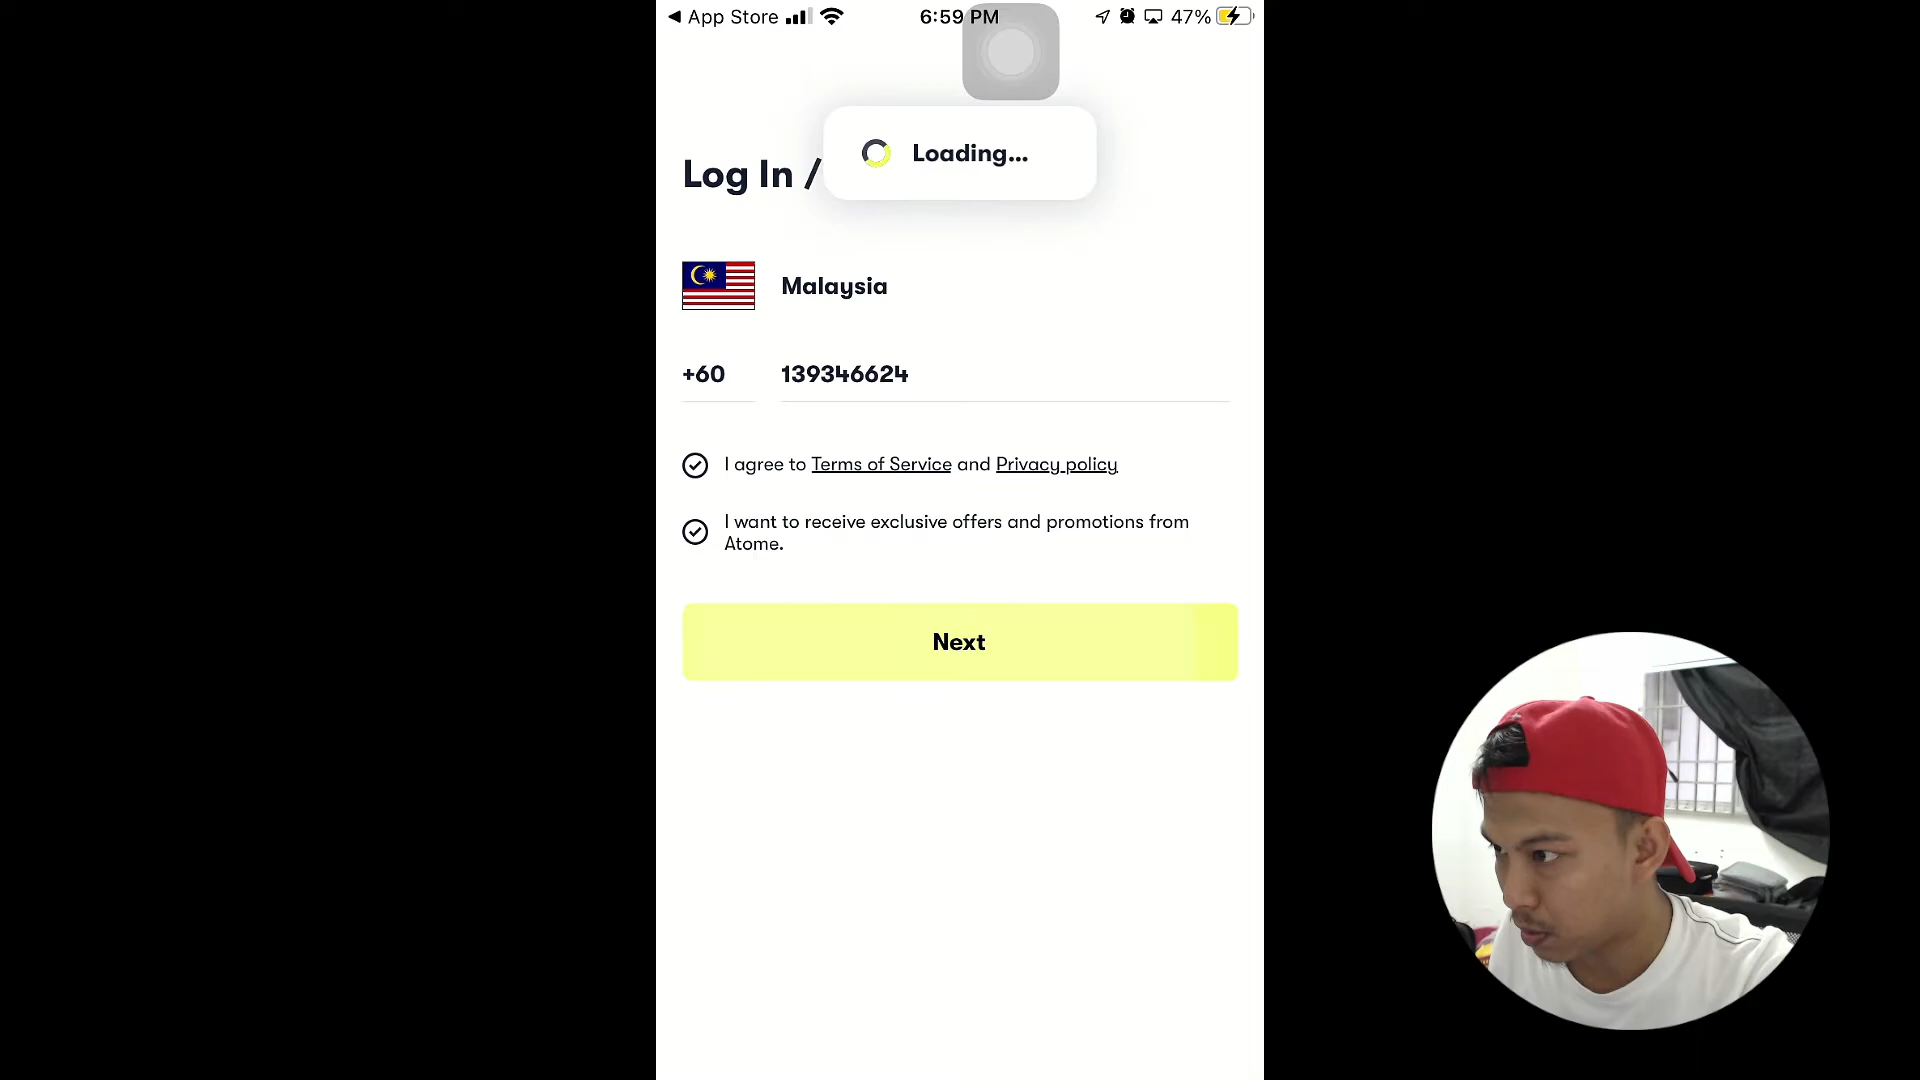 App Store
6:59 PM
47%
Loading...
Log In /
Malaysia
+60
139346624
I agree to Terms of Service and Privacy policy
I want to receive exclusive offers and promotions from
Atome.
Next